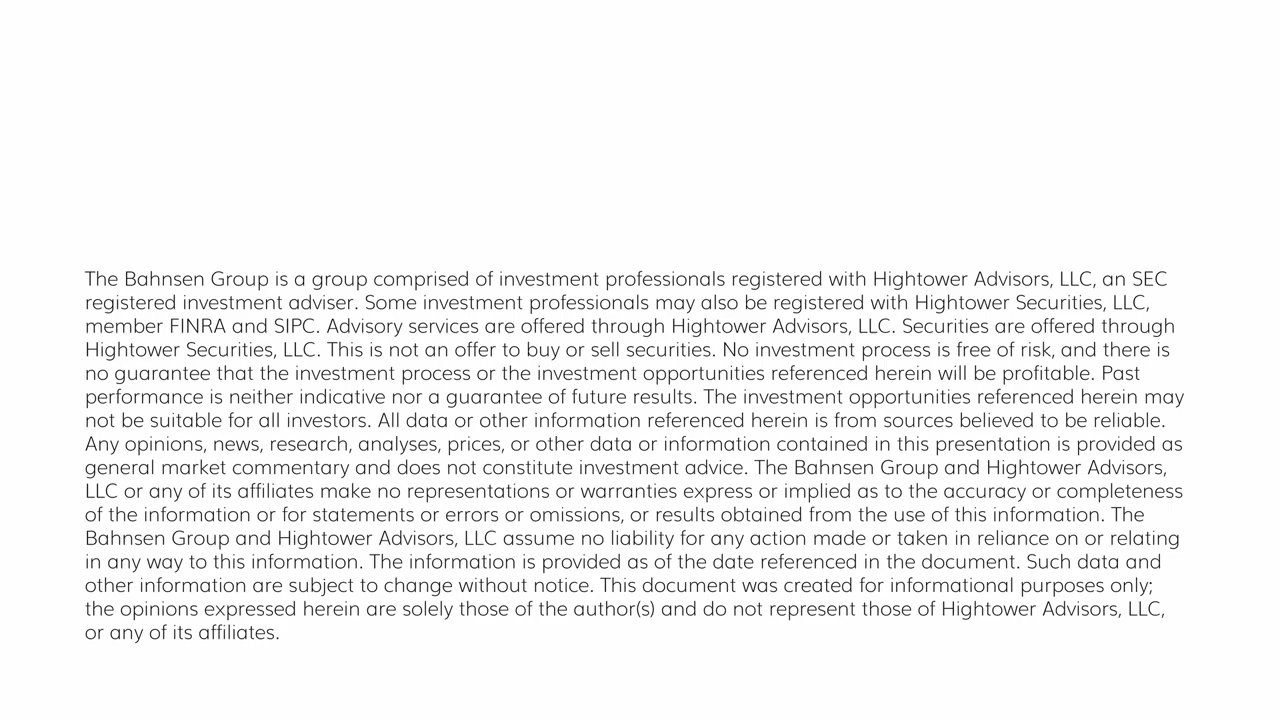 The Bahnsen Group is a group comprised of investment professionals registered with Hightower Advisors, LLC, an SEC
registered investment adviser. Some investment professionals may also be registered with Hightower Securities, LLC,
member FINRA and SIPC. Advisory services are offered through Hightower Advisors, LLC. Securities are offered through
Hightower Securities, LLC. This is not an offer to buy or sell securities. No investment process is free of risk, and there is
no guarantee that the investment process or the investment opportunities referenced herein will be profitable. Past
performance is neither indicative nor a guarantee of future results. The investment opportunities referenced herein may
not be suitable for all investors. All data or other information referenced herein is from sources believed to be reliable.
Any opinions, news, research, analyses, prices, or other data or information contained in this presentation is provided as
general market commentary and does not constitute investment advice. The Bahnsen Group and Hightower Advisors,
LLC or any of its affiliates make no representations or warranties express or implied as to the accuracy or completeness
of the information or for statements or errors or omissions, or results obtained from the use of this information. The
Bahnsen Group and Hightower Advisors, LLC assume no liability for any action made or taken in reliance on or relating
in any way to this information. The information is provided as of the date referenced in the document. Such data and
other information are subject to change without notice. This document was created for informational purposes only;
the opinions expressed herein are solely those of the author(s) and do not represent those of Hightower Advisors, LLC,
or any of its affiliates.